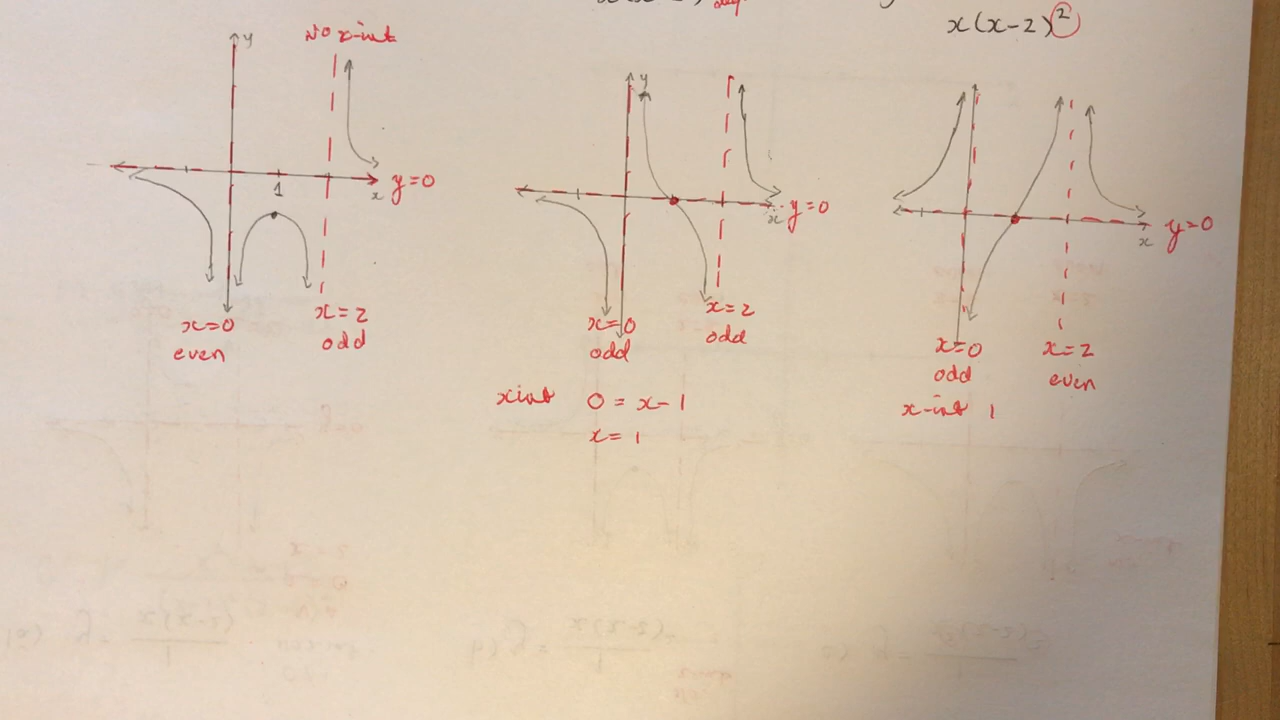 x(x-2)²
y
No x-int
1
x
y=0
x=0
even
x=2
odd
y
x
y=0
x=0
odd
x=2
odd
x int 0 = x-1
x = 1
x
y=0
x=0
odd
x=2
even
x-int 1